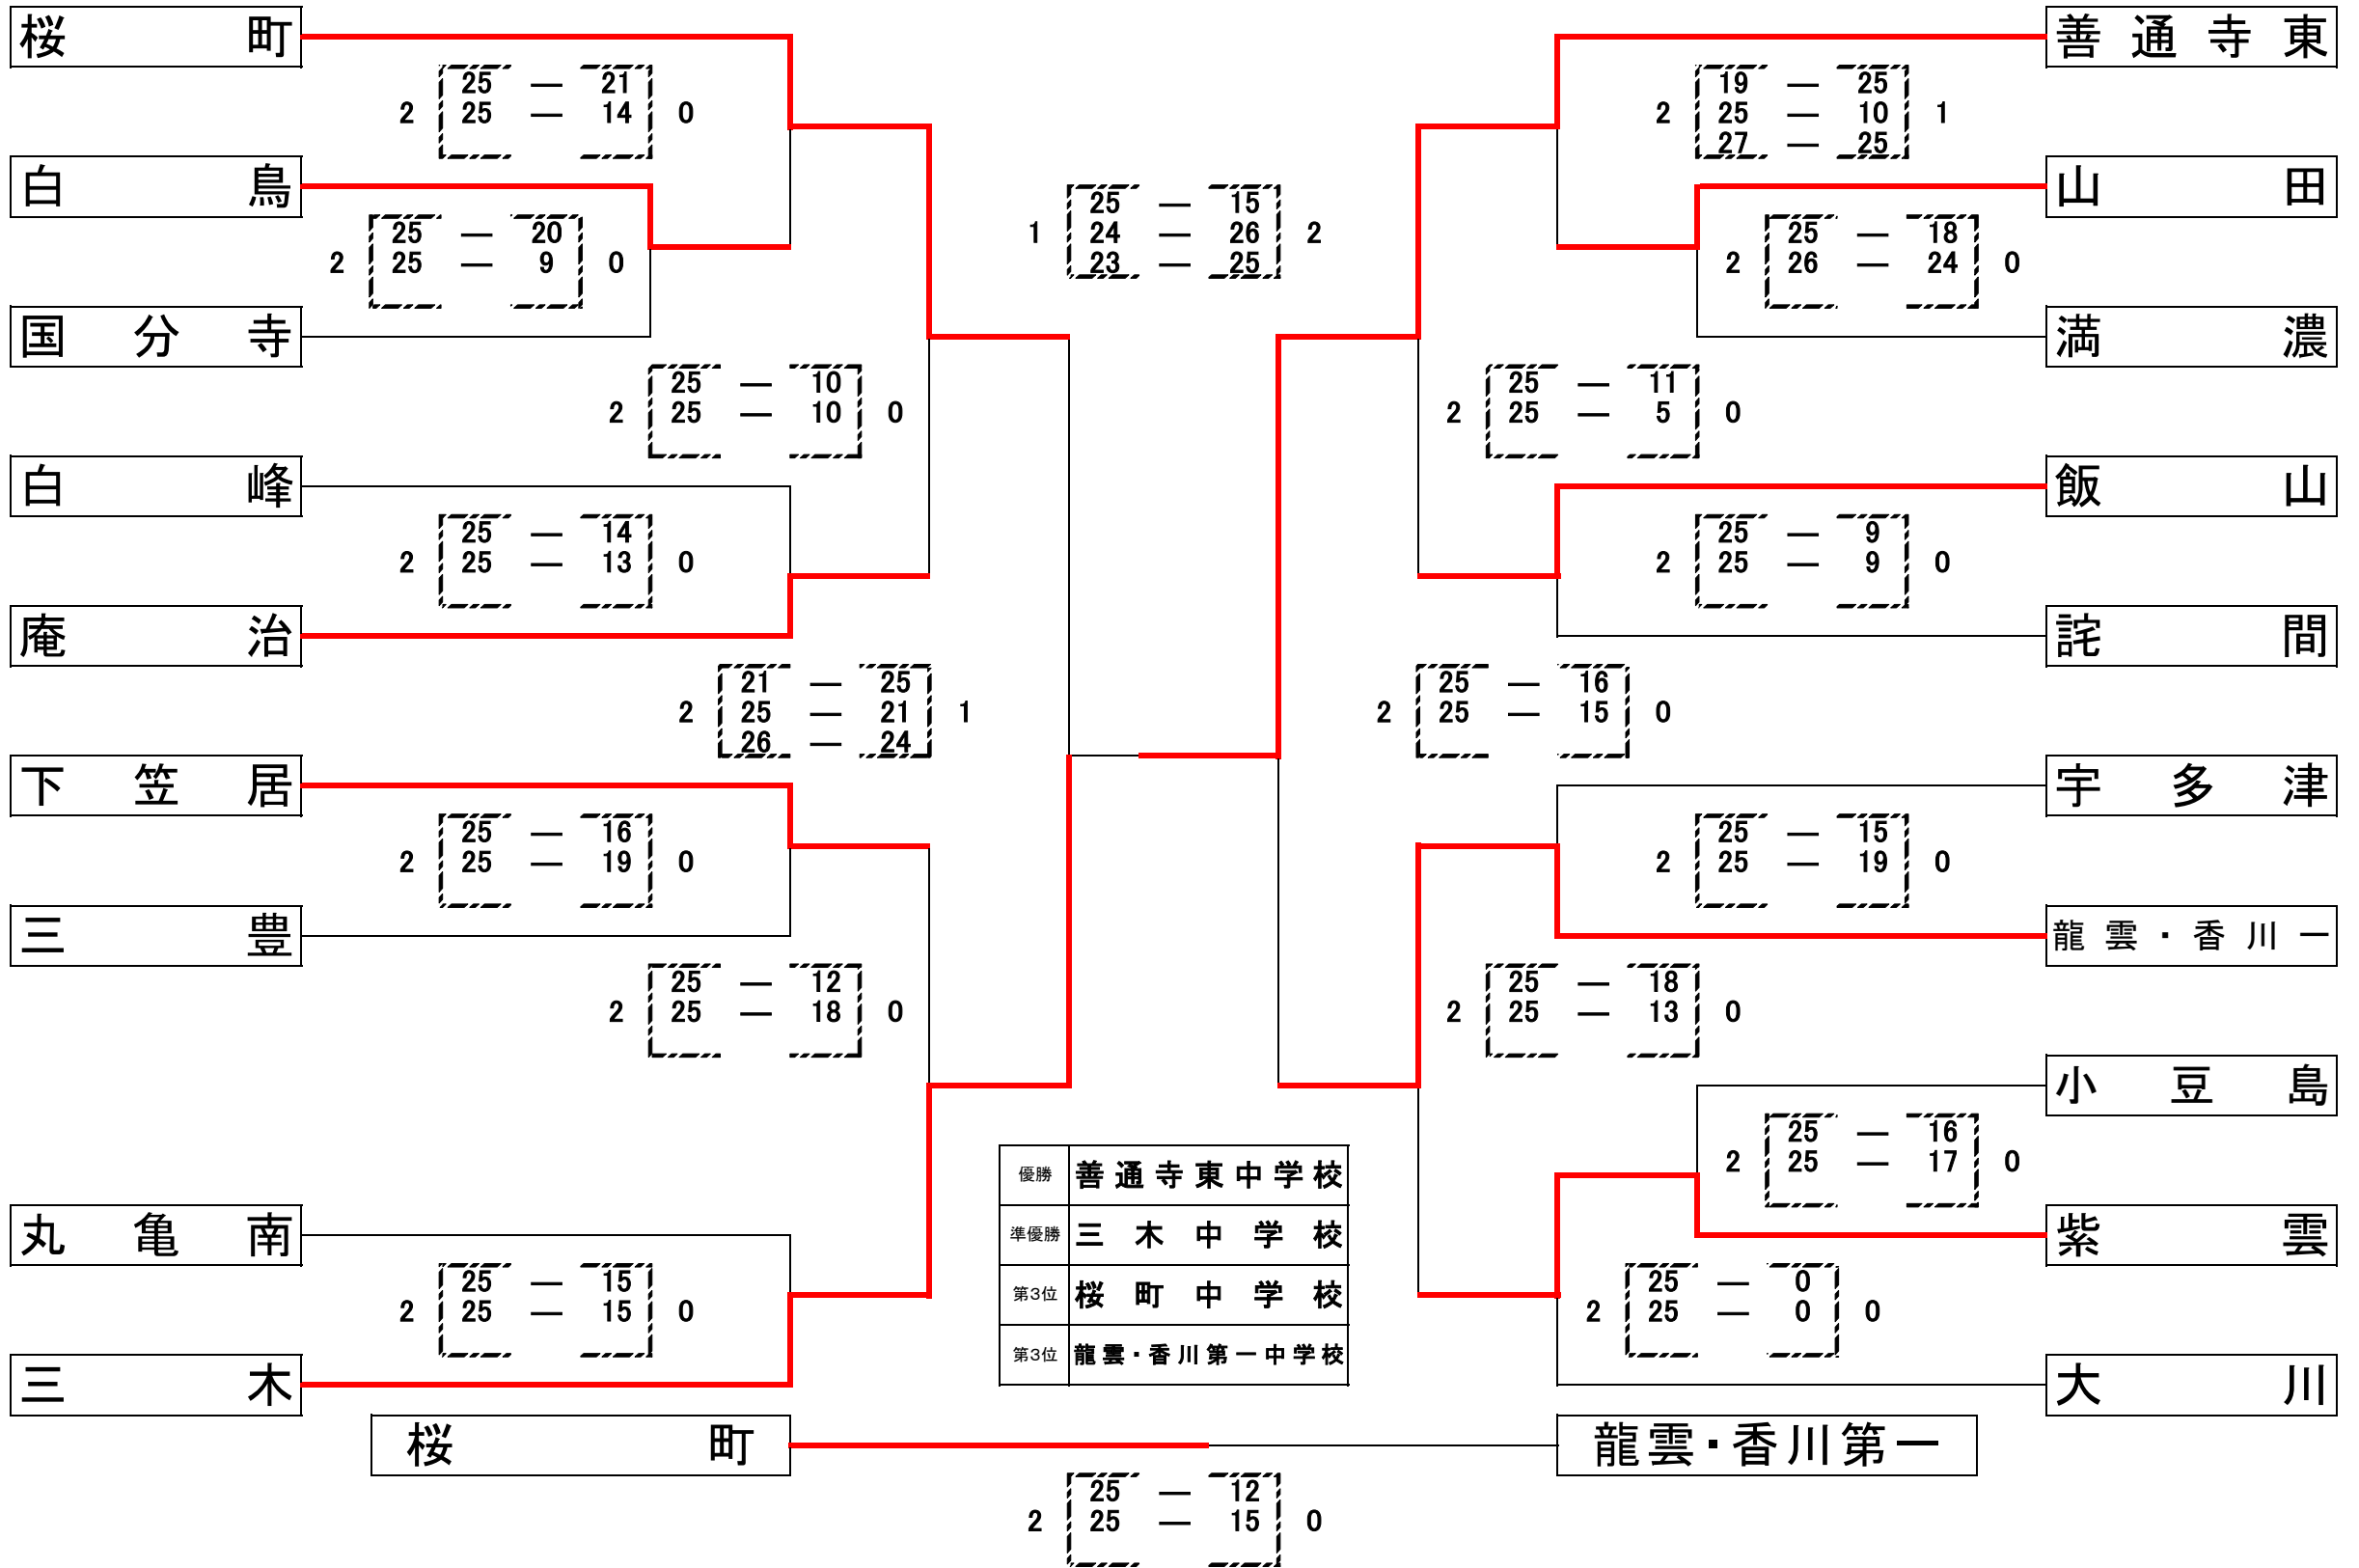 桜町
善通寺東
25 — 21
2 25 — 14 0
19 — 25
2 25 — 10 1
27 — 25
白鳥
山田
25 — 20
2 25 — 9 0
25 — 15
1 24 — 26 2
23 — 25
25 — 18
2 26 — 24 0
国分寺
満濃
25 — 10
2 25 — 10 0
25 — 11
2 25 — 5 0
白峰
飯山
25 — 14
2 25 — 13 0
25 — 9
2 25 — 9 0
庵治
詫間
21 — 25
2 25 — 21 1
26 — 24
25 — 16
2 25 — 15 0
下笠居
宇多津
25 — 16
2 25 — 19 0
25 — 15
2 25 — 19 0
三豊
龍雲・香川一
25 — 12
2 25 — 18 0
25 — 18
2 25 — 13 0
小豆島
25 — 16
2 25 — 17 0
丸亀南
紫雲
25 — 15
2 25 — 15 0
25 — 0
2 25 — 0 0
三木
大川
優勝 善通寺東中学校
準優勝 三木中学校
第3位 桜町中学校
第3位 龍雲・香川第一中学校
桜町
龍雲・香川第一
25 — 12
2 25 — 15 0